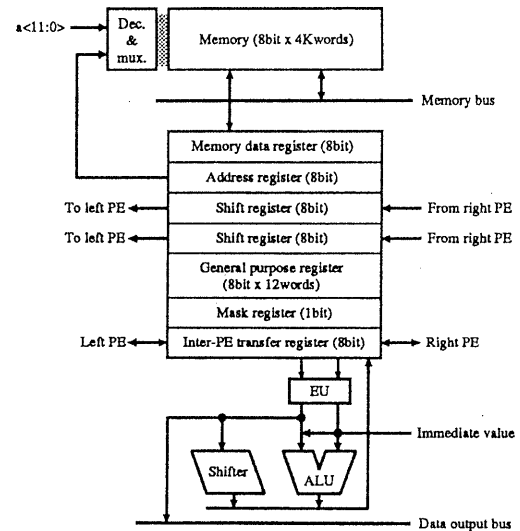 a<11:0>
Dec.
&
mux.
Memory (8bit x 4Kwords)
Memory bus
Memory data register (8bit)
Address register (8bit)
To left PE
Shift register (8bit)
From right PE
To left PE
Shift register (8bit)
From right PE
General purpose register
(8bit x 12words)
Mask register (1bit)
Left PE
Inter-PE transfer register (8bit)
Right PE
EU
Immediate value
Shifter
ALU
Data output bus